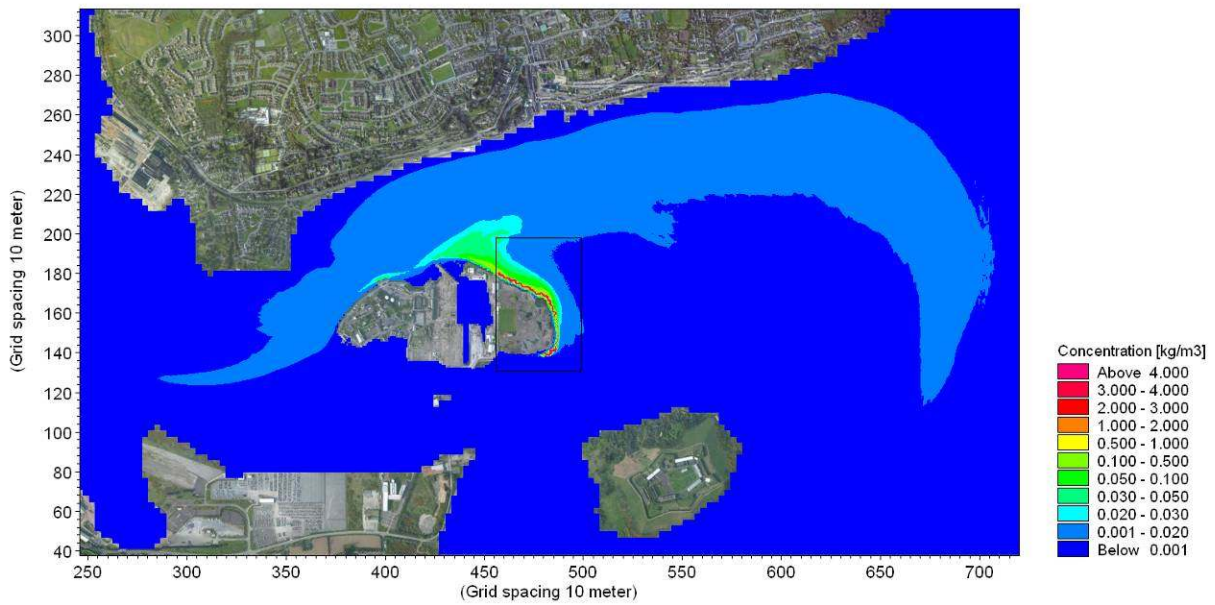 300
280
260
240
220
200
180
160
140
120
100
80
60
40
(Grid spacing 10 meter)
250 300 350 400 450 500 550 600 650 700
(Grid spacing 10 meter)
Concentration [kg/m3]
Above 4.000
3.000 - 4.000
2.000 - 3.000
1.000 - 2.000
0.500 - 1.000
0.100 - 0.500
0.050 - 0.100
0.030 - 0.050
0.020 - 0.030
0.001 - 0.020
Below 0.001